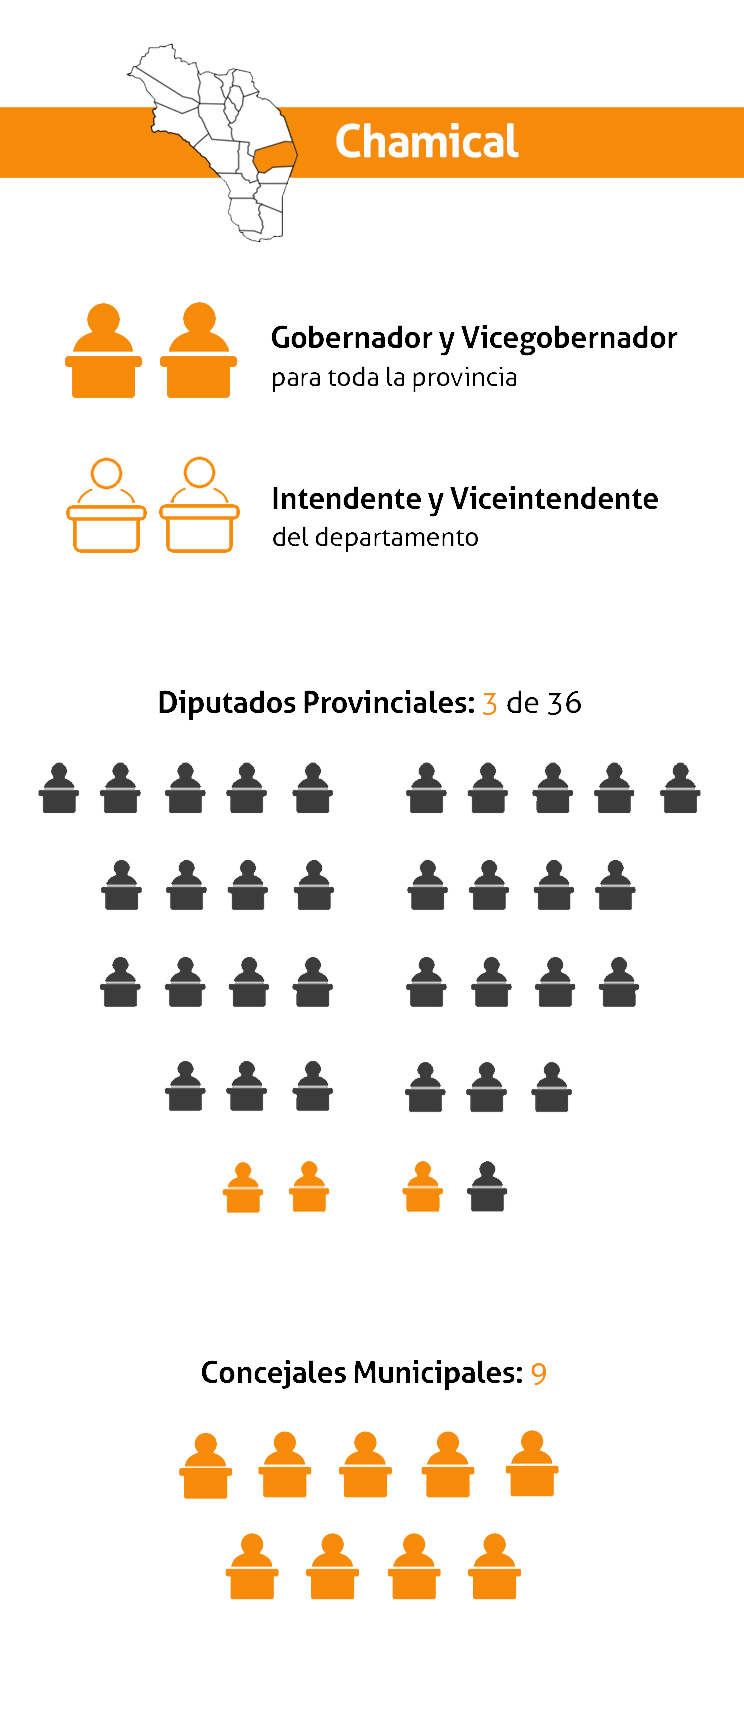 Chamical
Gobernador y Vicegobernador
para toda la provincia
Intendente y Viceintendente
del departamento
Diputados Provinciales: 3 de 36
Concejales Municipales: 9